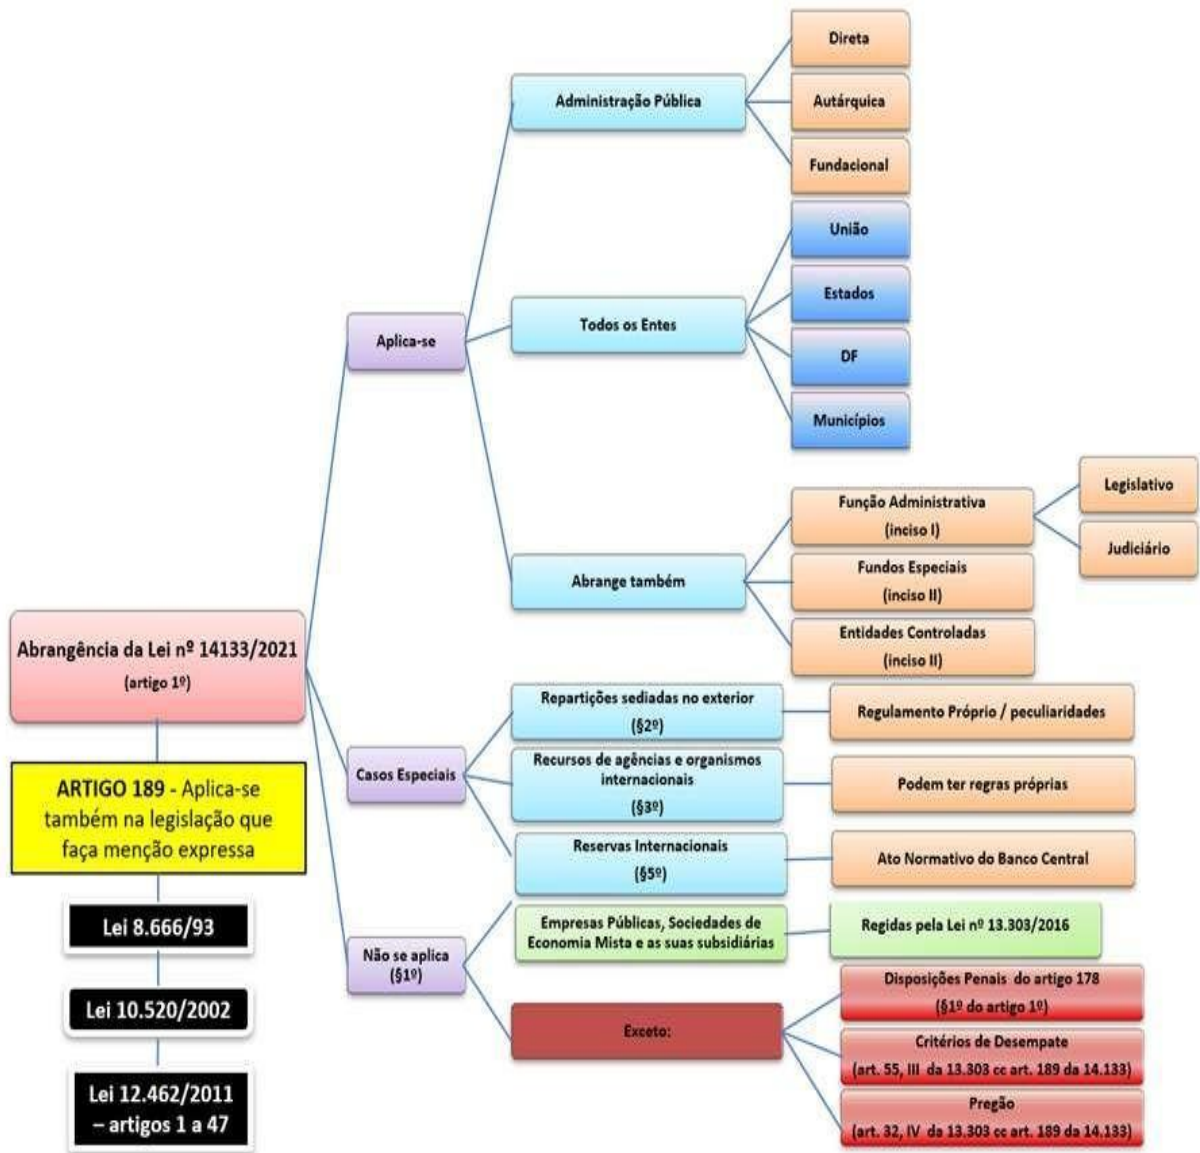 Abrangência da Lei nº 14133/2021
(artigo 1º)
ARTIGO 189 - Aplica-se
também na legislação que
faça menção expressa
Lei 8.666/93
Lei 10.520/2002
Lei 12.462/2011
– artigos 1 a 47
Aplica-se
Administração Pública
Direta
Autárquica
Fundacional
Todos os Entes
União
Estados
DF
Municípios
Abrange também
Função Administrativa
(inciso I)
Legislativo
Judiciário
Fundos Especiais
(inciso II)
Entidades Controladas
(inciso II)
Casos Especiais
Repartições sediadas no exterior
(§2º)
Regulamento Próprio / peculiaridades
Recursos de agências e organismos
internacionais
(§3º)
Podem ter regras próprias
Reservas Internacionais
(§5º)
Ato Normativo do Banco Central
Não se aplica
(§1º)
Empresas Públicas, Sociedades de
Economia Mista e as suas subsidiárias
Regidas pela Lei nº 13.303/2016
Exceto:
Disposições Penais do artigo 178
(§1º do artigo 1º)
Critérios de Desempate
(art. 55, III da 13.303 cc art. 189 da 14.133)
Pregão
(art. 32, IV da 13.303 cc art. 189 da 14.133)